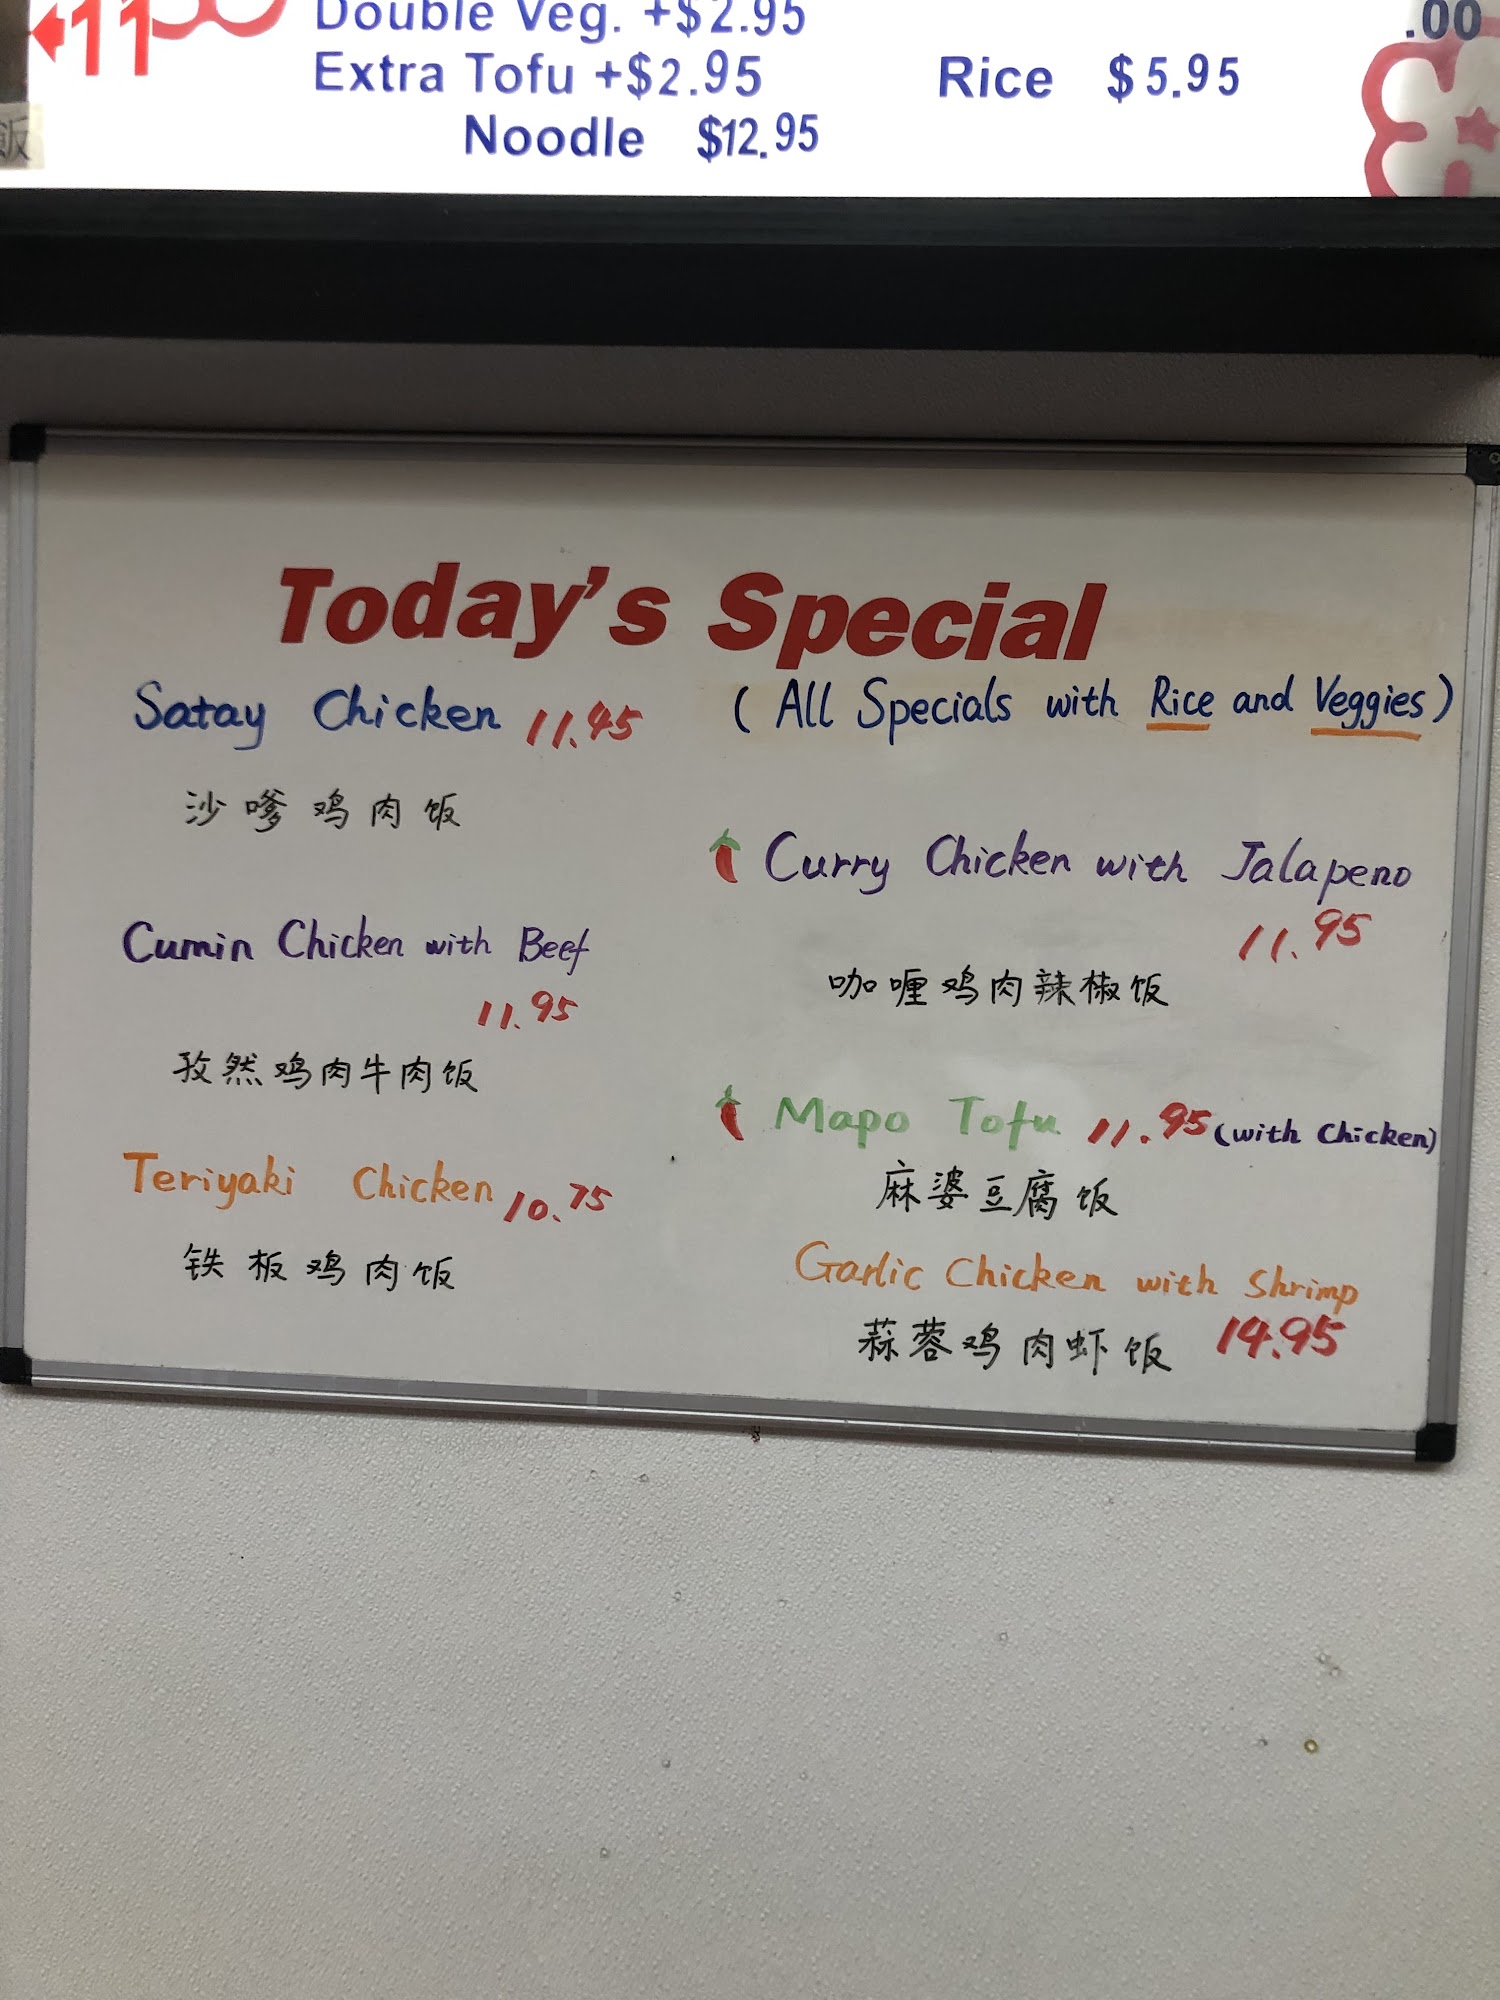 11
Double Veg. +$2.95
.00
Extra Tofu +$2.95
Rice $5.95
Noodle $12.95
飯
Today's Special
Satay Chicken 11.45
沙嗲鸡肉饭
Cumin Chicken with Beef
11.95
孜然鸡肉牛肉饭
Teriyaki Chicken 10.75
铁板鸡肉饭
(All Specials with Rice and Veggies)
Curry Chicken with Jalapeno
11.95
咖喱鸡肉辣椒饭
Mapo Tofu 11.95 (with Chicken)
麻婆豆腐饭
Garlic Chicken with Shrimp
蒜蓉鸡肉虾饭 14.95